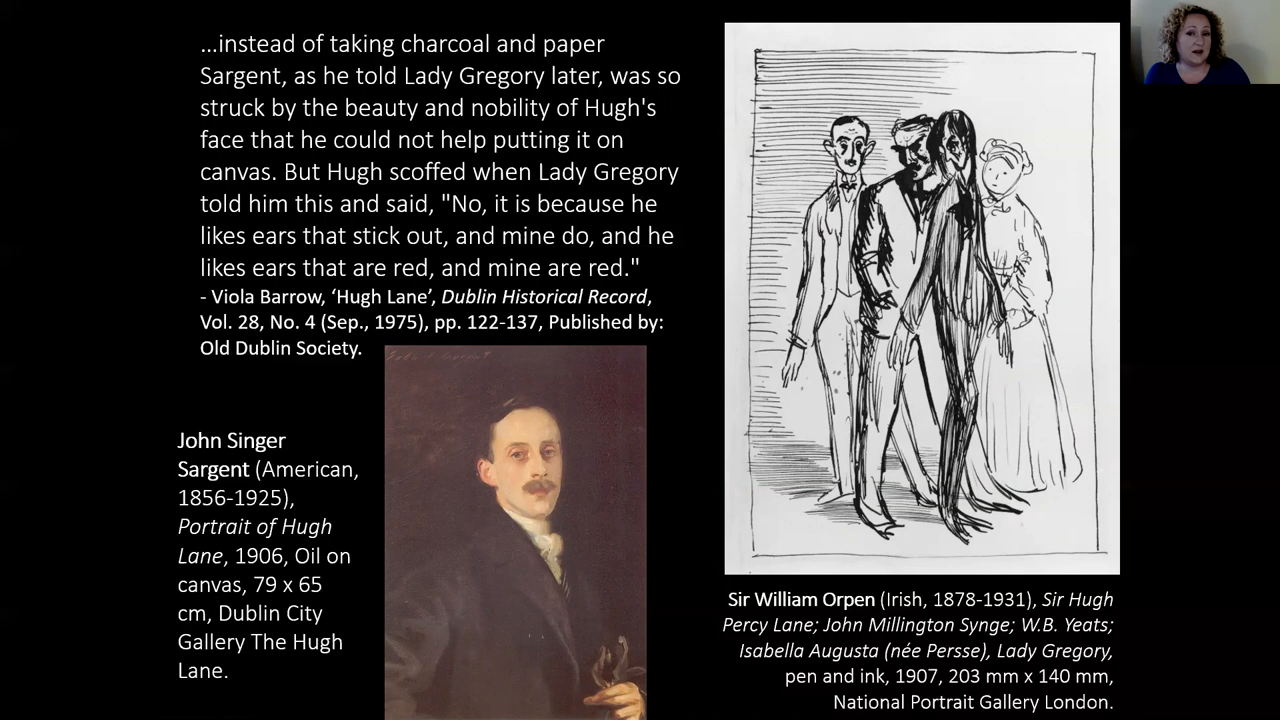 ...instead of taking charcoal and paper
Sargent, as he told Lady Gregory later, was so
struck by the beauty and nobility of Hugh's
face that he could not help putting it on
canvas. But Hugh scoffed when Lady Gregory
told him this and said, "No, it is because he
likes ears that stick out, and mine do, and he
likes ears that are red, and mine are red."
- Viola Barrow, ‘Hugh Lane’, Dublin Historical Record,
Vol. 28, No. 4 (Sep., 1975), pp. 122-137, Published by:
Old Dublin Society.
John Singer
Sargent (American,
1856-1925),
Portrait of Hugh
Lane, 1906, Oil on
canvas, 79 x 65
cm, Dublin City
Gallery The Hugh
Lane.
Sir William Orpen (Irish, 1878-1931), Sir Hugh
Percy Lane; John Millington Synge; W.B. Yeats;
Isabella Augusta (née Persse), Lady Gregory,
pen and ink, 1907, 203 mm x 140 mm,
National Portrait Gallery London.